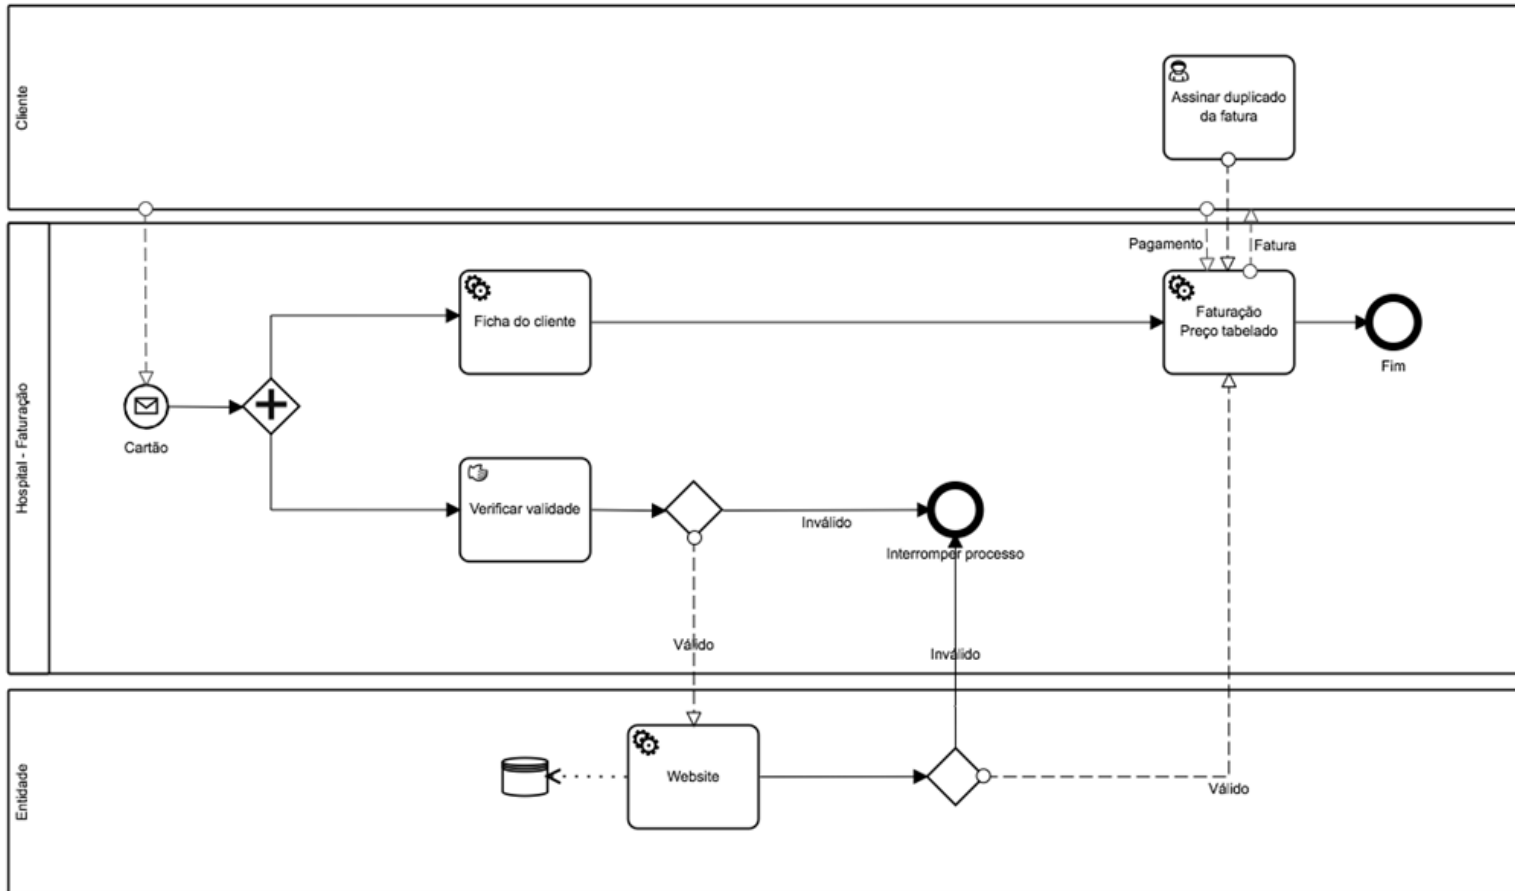 Cliente
Assinar duplicado
da fatura
Pagamento
Fatura
Hospital - Faturação
Ficha do cliente
Faturação
Preço tabelado
Fim
Cartão
Verificar validade
Inválido
Interromper processo
Válido
Inválido
Entidade
Website
Válido